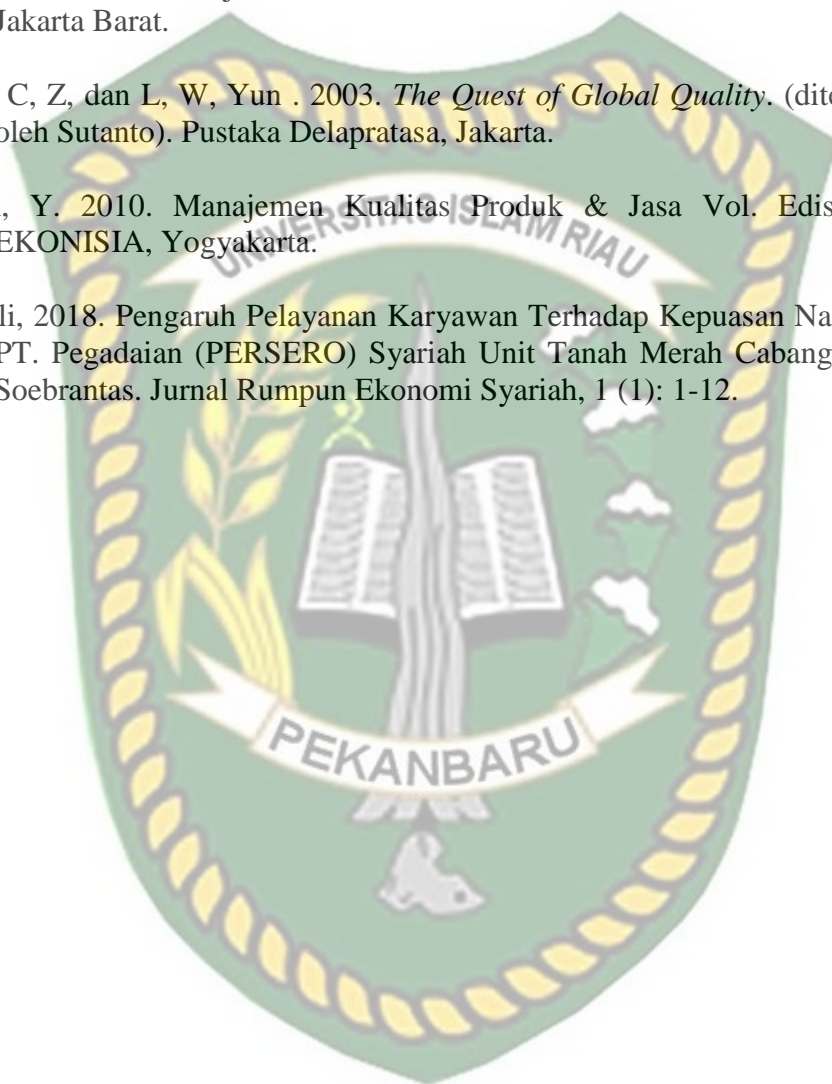 Jakarta Barat.
C, Z, dan L, W, Yun . 2003. The Quest of Global Quality. (dite
oleh Sutanto). Pustaka Delapratasa, Jakarta.
, Y. 2010. Manajemen Kualitas Produk & Jasa Vol. Edis
EKONISIA, Yogyakarta.
li, 2018. Pengaruh Pelayanan Karyawan Terhadap Kepuasan Na
PT. Pegadaian (PERSERO) Syariah Unit Tanah Merah Cabang
Soebrantas. Jurnal Rumpun Ekonomi Syariah, 1 (1): 1-12.
UNIVERSITAS ISLAM RIAU
PEKANBARU